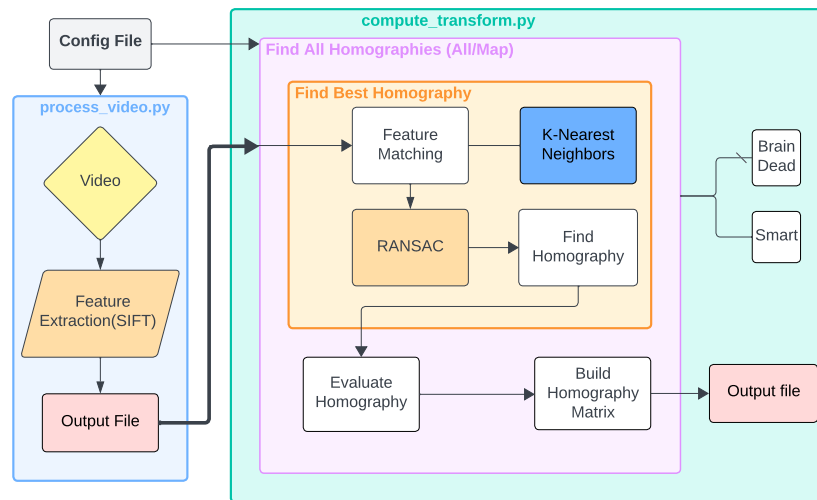 compute_transform.py
Config File
Find All Homographies (All/Map)
process_video.py
Find Best Homography
Video
Feature
Matching
K-Nearest
Neighbors
Brain
Dead
RANSAC
Find
Homography
Smart
Feature
Extraction(SIFT)
Output File
Evaluate
Homography
Build
Homography
Matrix
Output file